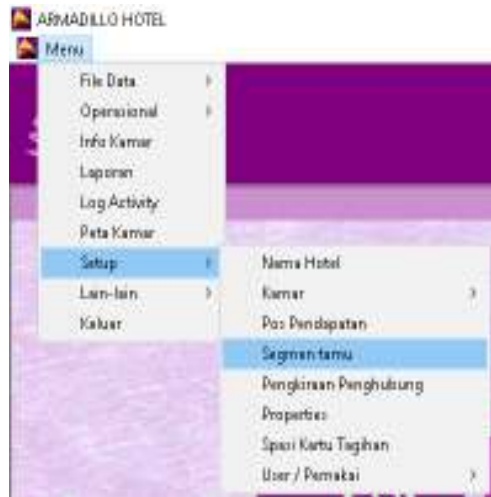 ARMADILLO HOTEL
Menu
File Data
Operasional
Info Kamar
Laporan
Log Activity
Peta Kamar
Setup
Lain-lain
Keluar
Nama Hotel
Kamar
Pos Pendapatan
Segmen tamu
Pengkiraan Penghubung
Properties
Spasi Kartu Tagihan
User / Pemakai